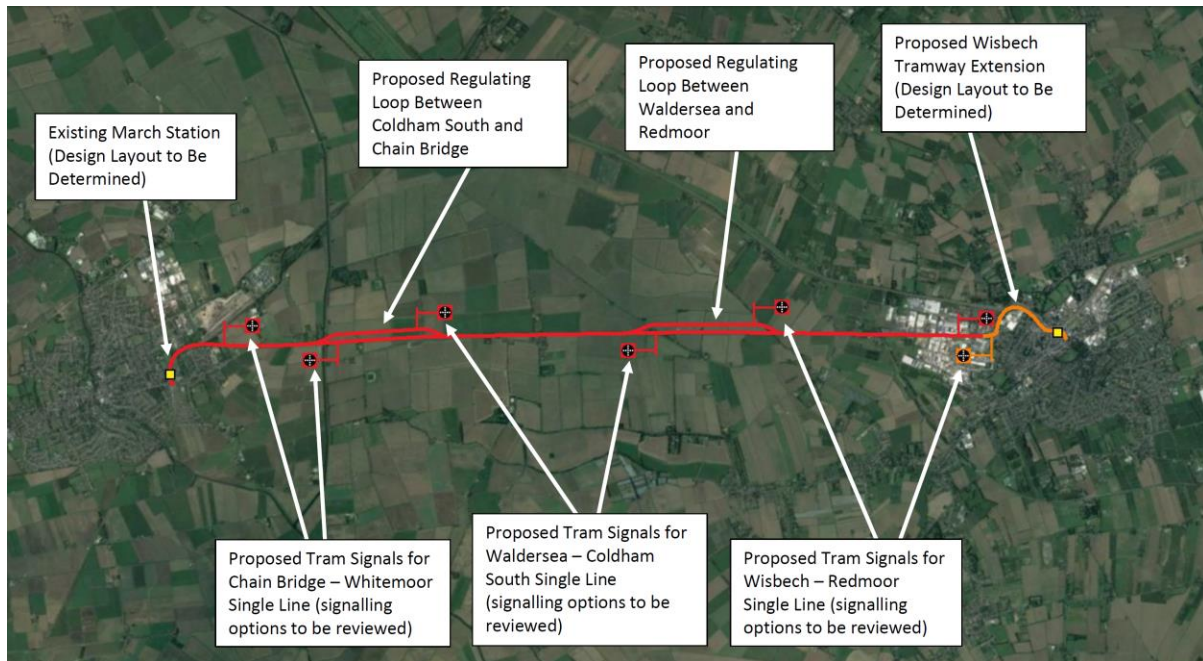 Existing March Station
(Design Layout to Be
Determined)
Proposed Regulating
Loop Between
Coldham South and
Chain Bridge
Proposed Regulating
Loop Between
Waldersea and
Redmoor
Proposed Wisbech
Tramway Extension
(Design Layout to Be
Determined)
Proposed Tram Signals for
Chain Bridge – Whitemoor
Single Line (signalling
options to be reviewed)
Proposed Tram Signals for
Waldersea – Coldham
South Single Line
(signalling options to be
reviewed)
Proposed Tram Signals for
Wisbech – Redmoor
Single Line (signalling
options to be reviewed)